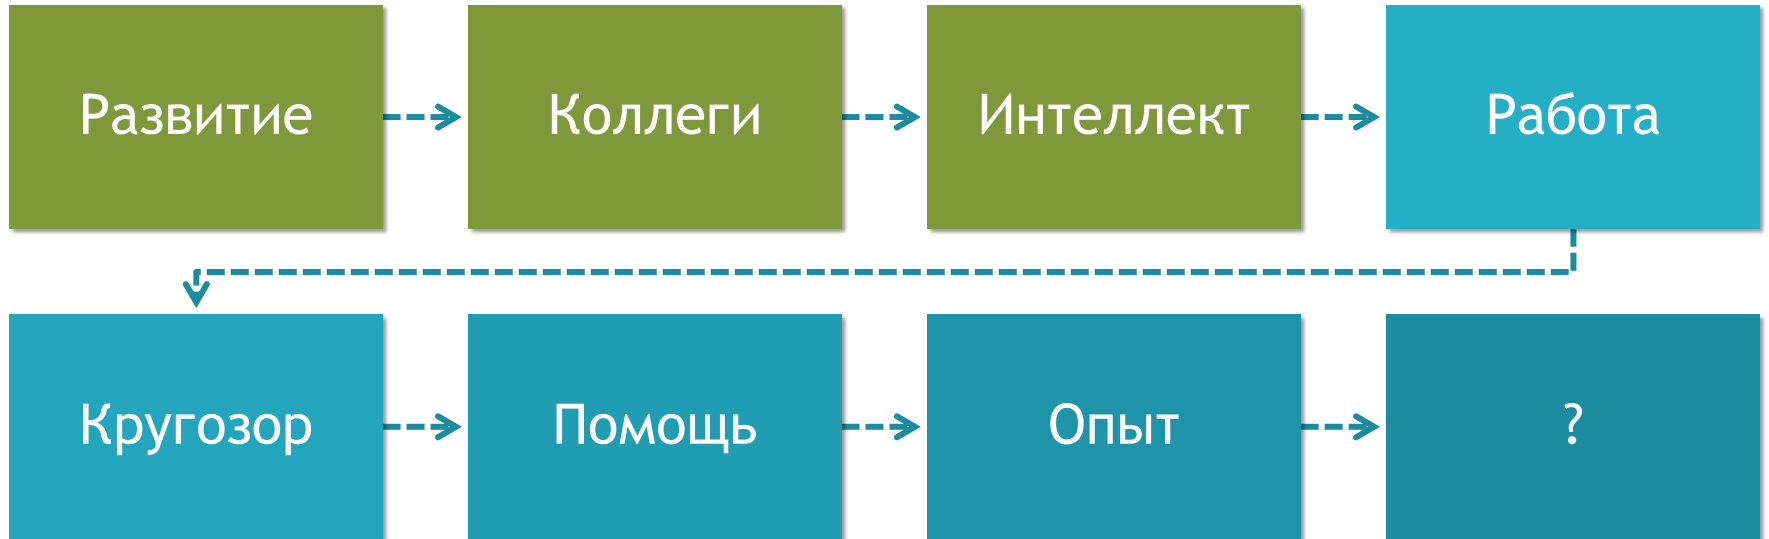 Развитие
Коллеги
Интеллект
Работа
Кругозор
Помощь
Опыт
?